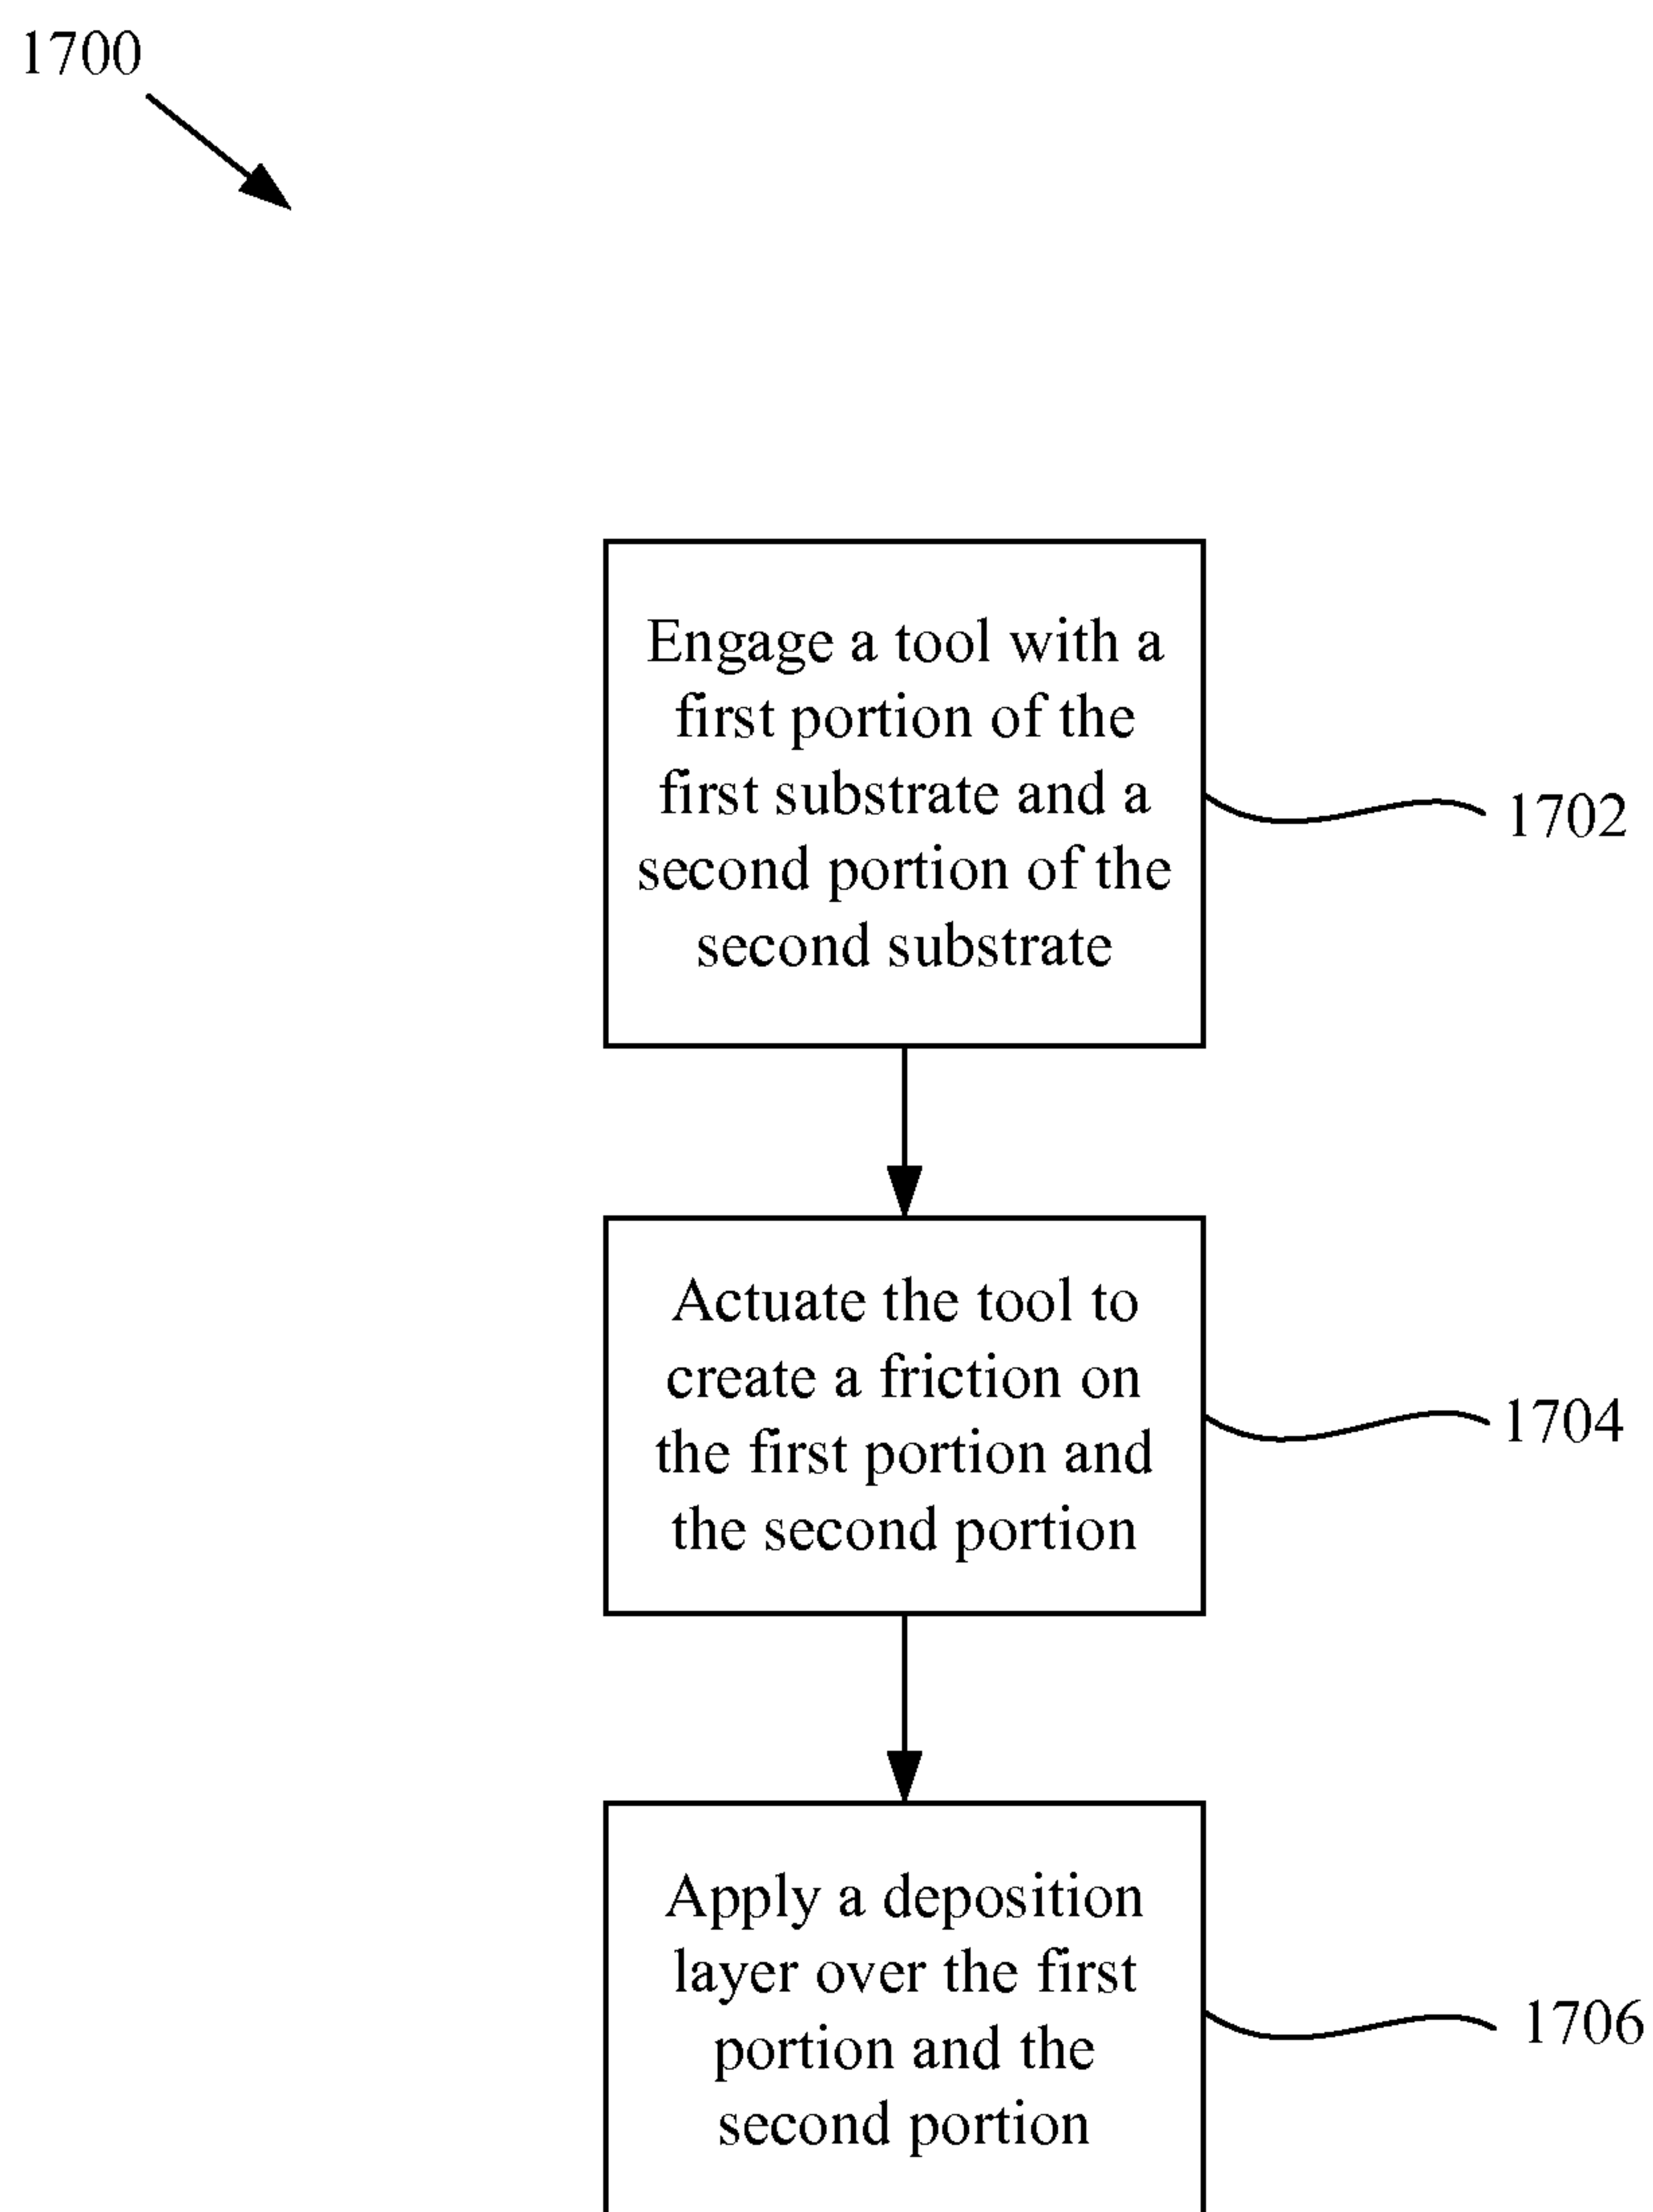 1700
Engage a tool with a
first portion of the
first substrate and a
second portion of the
second substrate
1702
Actuate the tool to
create a friction on
the first portion and
the second portion
1704
Apply a deposition
layer over the first
portion and the
second portion
1706